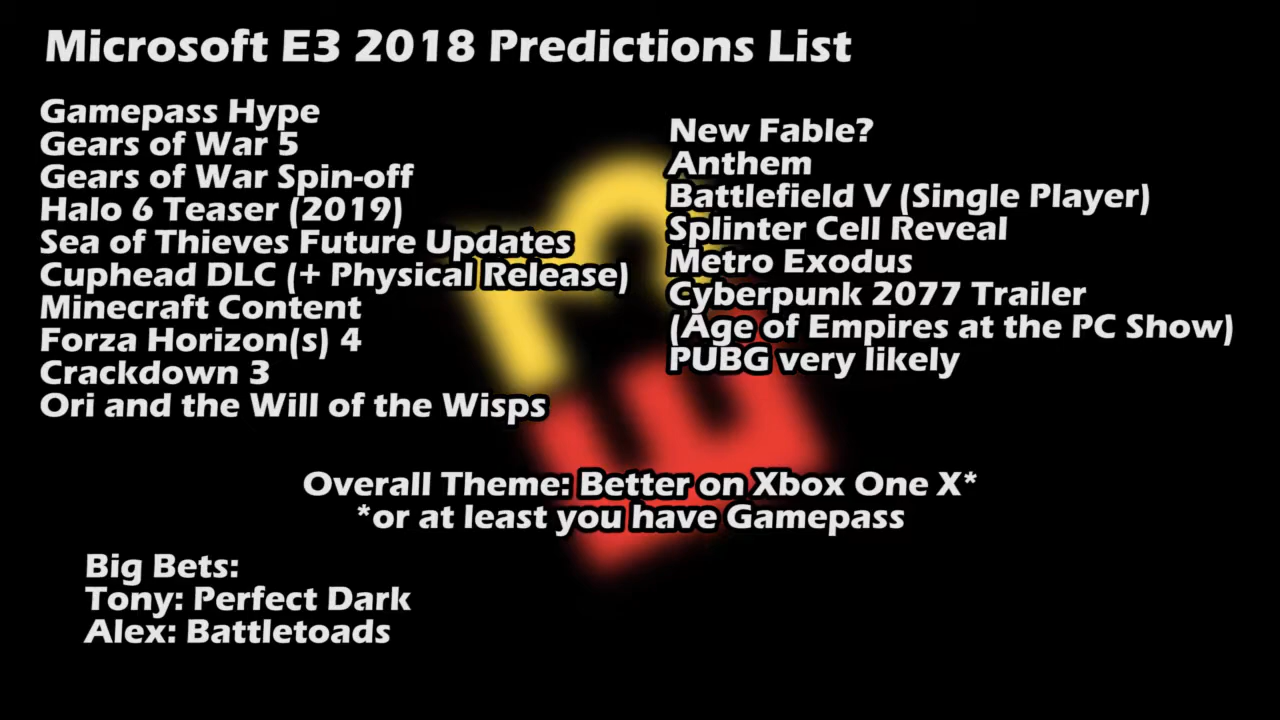 Microsoft E3 2018 Predictions List
Gamepass Hype
Gears of War 5
Gears of War Spin-off
Halo 6 Teaser (2019)
Sea of Thieves Future Updates
Cuphead DLC (+ Physical Release)
Minecraft Content
Forza Horizon(s) 4
Crackdown 3
Ori and the Will of the Wisps
New Fable?
Anthem
Battlefield V (Single Player)
Splinter Cell Reveal
Metro Exodus
Cyberpunk 2077 Trailer
(Age of Empires at the PC Show)
PUBG very likely
Overall Theme: Better on Xbox One X*
*or at least you have Gamepass
Big Bets:
Tony: Perfect Dark
Alex: Battletoads